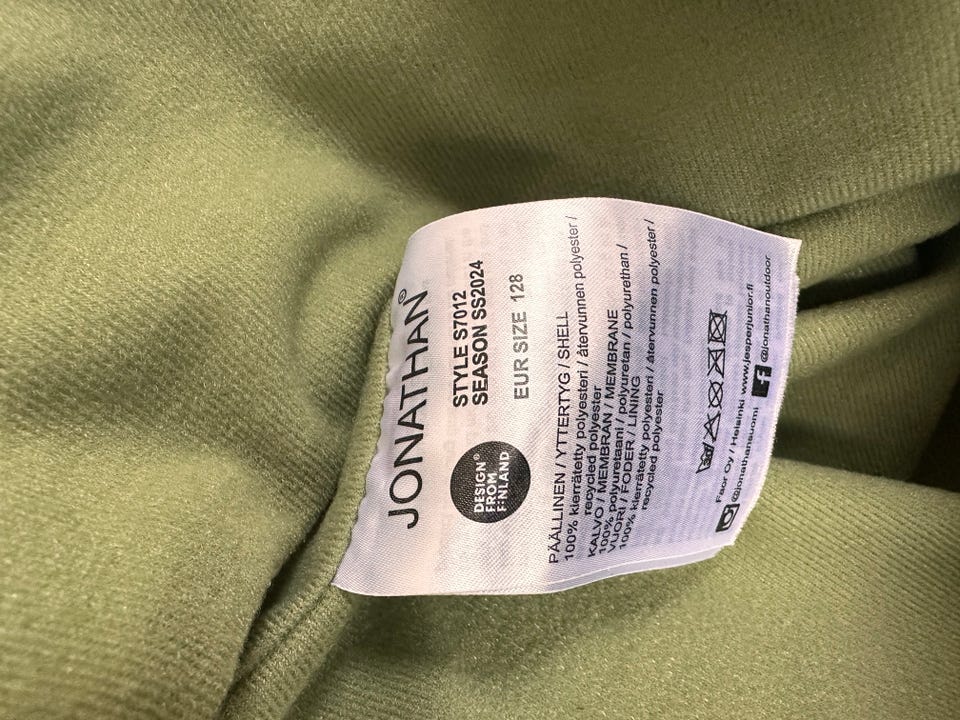 JONATHAN®
STYLE S7012
SEASON SS2024
EUR SIZE 128
DESIGN®
FROM
FINLAND
PÄÄLLINEN / YTTERTYG / SHELL
100% kierrätetty polyesteri / återvunnen polyester /
recycled polyester
KALVO / MEMBRAN / MEMBRANE
100% polyuretaani / polyuretan / polyurethan /
VUORI / FODER / LINING
100% kierrätetty polyesteri / återvunnen polyester /
recycled polyester
Faor Oy / Helsinki www.jesperjunior.fi
@jonathansuomi @jonathanoutdoor